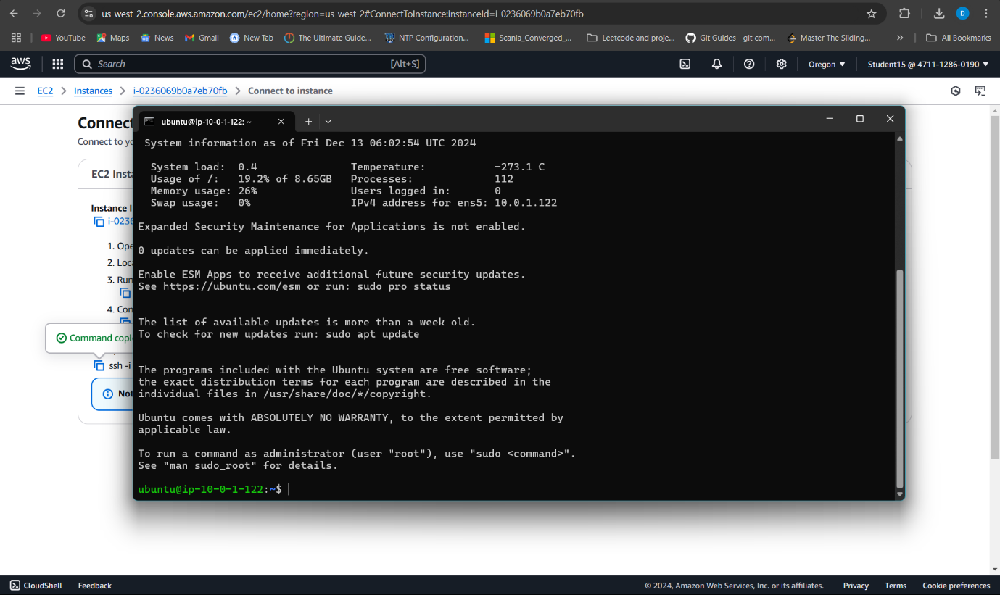 us-west-2.console.aws.amazon.com/ec2/home?region=us-west-2#ConnectToInstance:instanceId=i-0236069b0a7eb70fb
D
YouTube Maps News Gmail New Tab The Ultimate Guide... NTP Configuration... Scania_Converged_... Leetcode and proje... Git Guides - git com... Master The Sliding... » All Bookmarks
aws Search [Alt+S] Oregon Student15 @ 4711-1286-0190
EC2 Instances i-0236069b0a7eb70fb Connect to instance
Connect
Connect to yo
EC2 Insta
Instance I
i-0236
1. Ope
2. Loca
3. Run
4. Con
Command copi
ssh -i
Not
ubuntu@ip-10-0-1-122: ~
System information as of Fri Dec 13 06:02:54 UTC 2024
System load: 0.4 Temperature: -273.1 C
Usage of /: 19.2% of 8.65GB Processes: 112
Memory usage: 26% Users logged in: 0
Swap usage: 0% IPv4 address for ens5: 10.0.1.122
Expanded Security Maintenance for Applications is not enabled.
0 updates can be applied immediately.
Enable ESM Apps to receive additional future security updates.
See https://ubuntu.com/esm or run: sudo pro status
The list of available updates is more than a week old.
To check for new updates run: sudo apt update
The programs included with the Ubuntu system are free software;
the exact distribution terms for each program are described in the
individual files in /usr/share/doc/*/copyright.
Ubuntu comes with ABSOLUTELY NO WARRANTY, to the extent permitted by
applicable law.
To run a command as administrator (user "root"), use "sudo <command>".
See "man sudo_root" for details.
ubuntu@ip-10-0-1-122:~$
CloudShell Feedback © 2024, Amazon Web Services, Inc. or its affiliates. Privacy Terms Cookie preferences